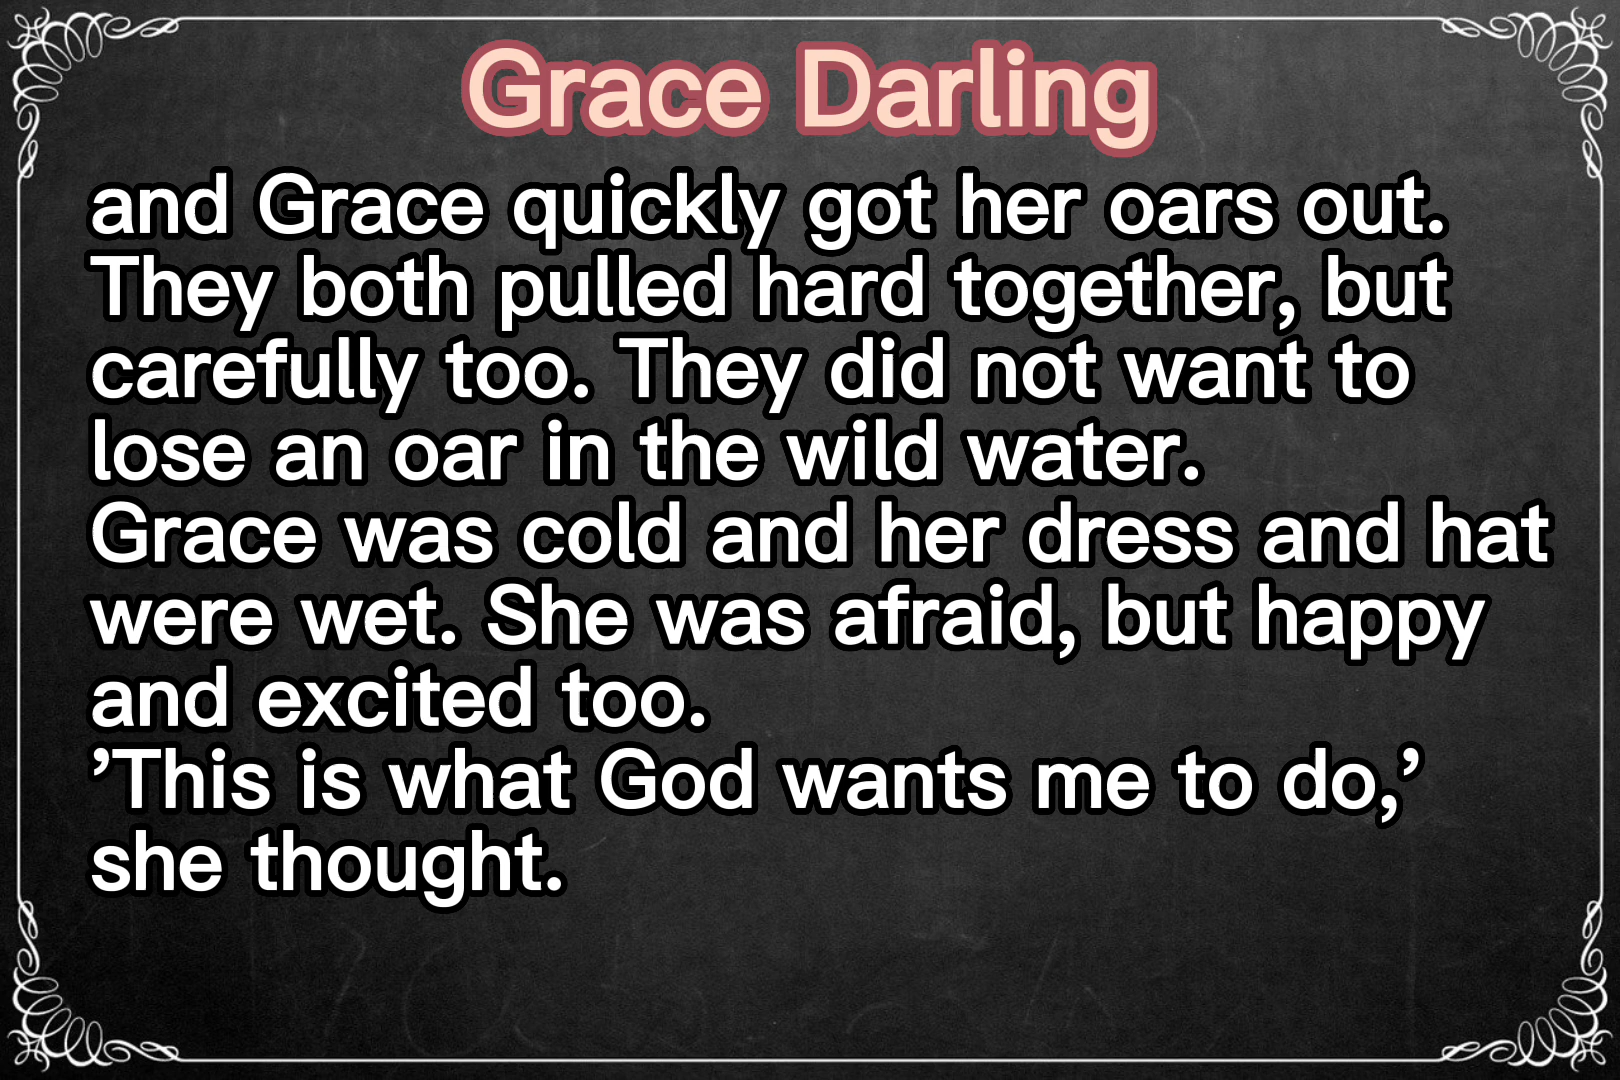 Grace Darling
and Grace quickly got her oars out.
They both pulled hard together, but
carefully too. They did not want to
lose an oar in the wild water.
Grace was cold and her dress and hat
were wet. She was afraid, but happy
and excited too.
’This is what God wants me to do,’
she thought.